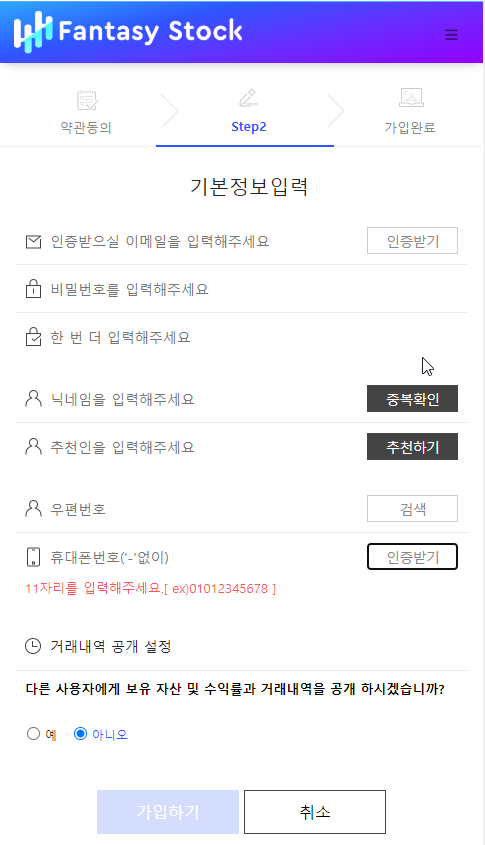 Fantasy Stock
약관동의
Step2
가입완료
기본정보입력
인증받으실 이메일을 입력해주세요
인증받기
비밀번호를 입력해주세요
한 번 더 입력해주세요
닉네임을 입력해주세요
중복확인
추천인을 입력해주세요
추천하기
우편번호
검색
휴대폰번호('-'없이)
인증받기
11자리를 입력해주세요.[ ex)01012345678 ]
거래내역 공개 설정
다른 사용자에게 보유 자산 및 수익률과 거래내역을 공개 하시겠습니까?
예
아니오
가입하기
취소